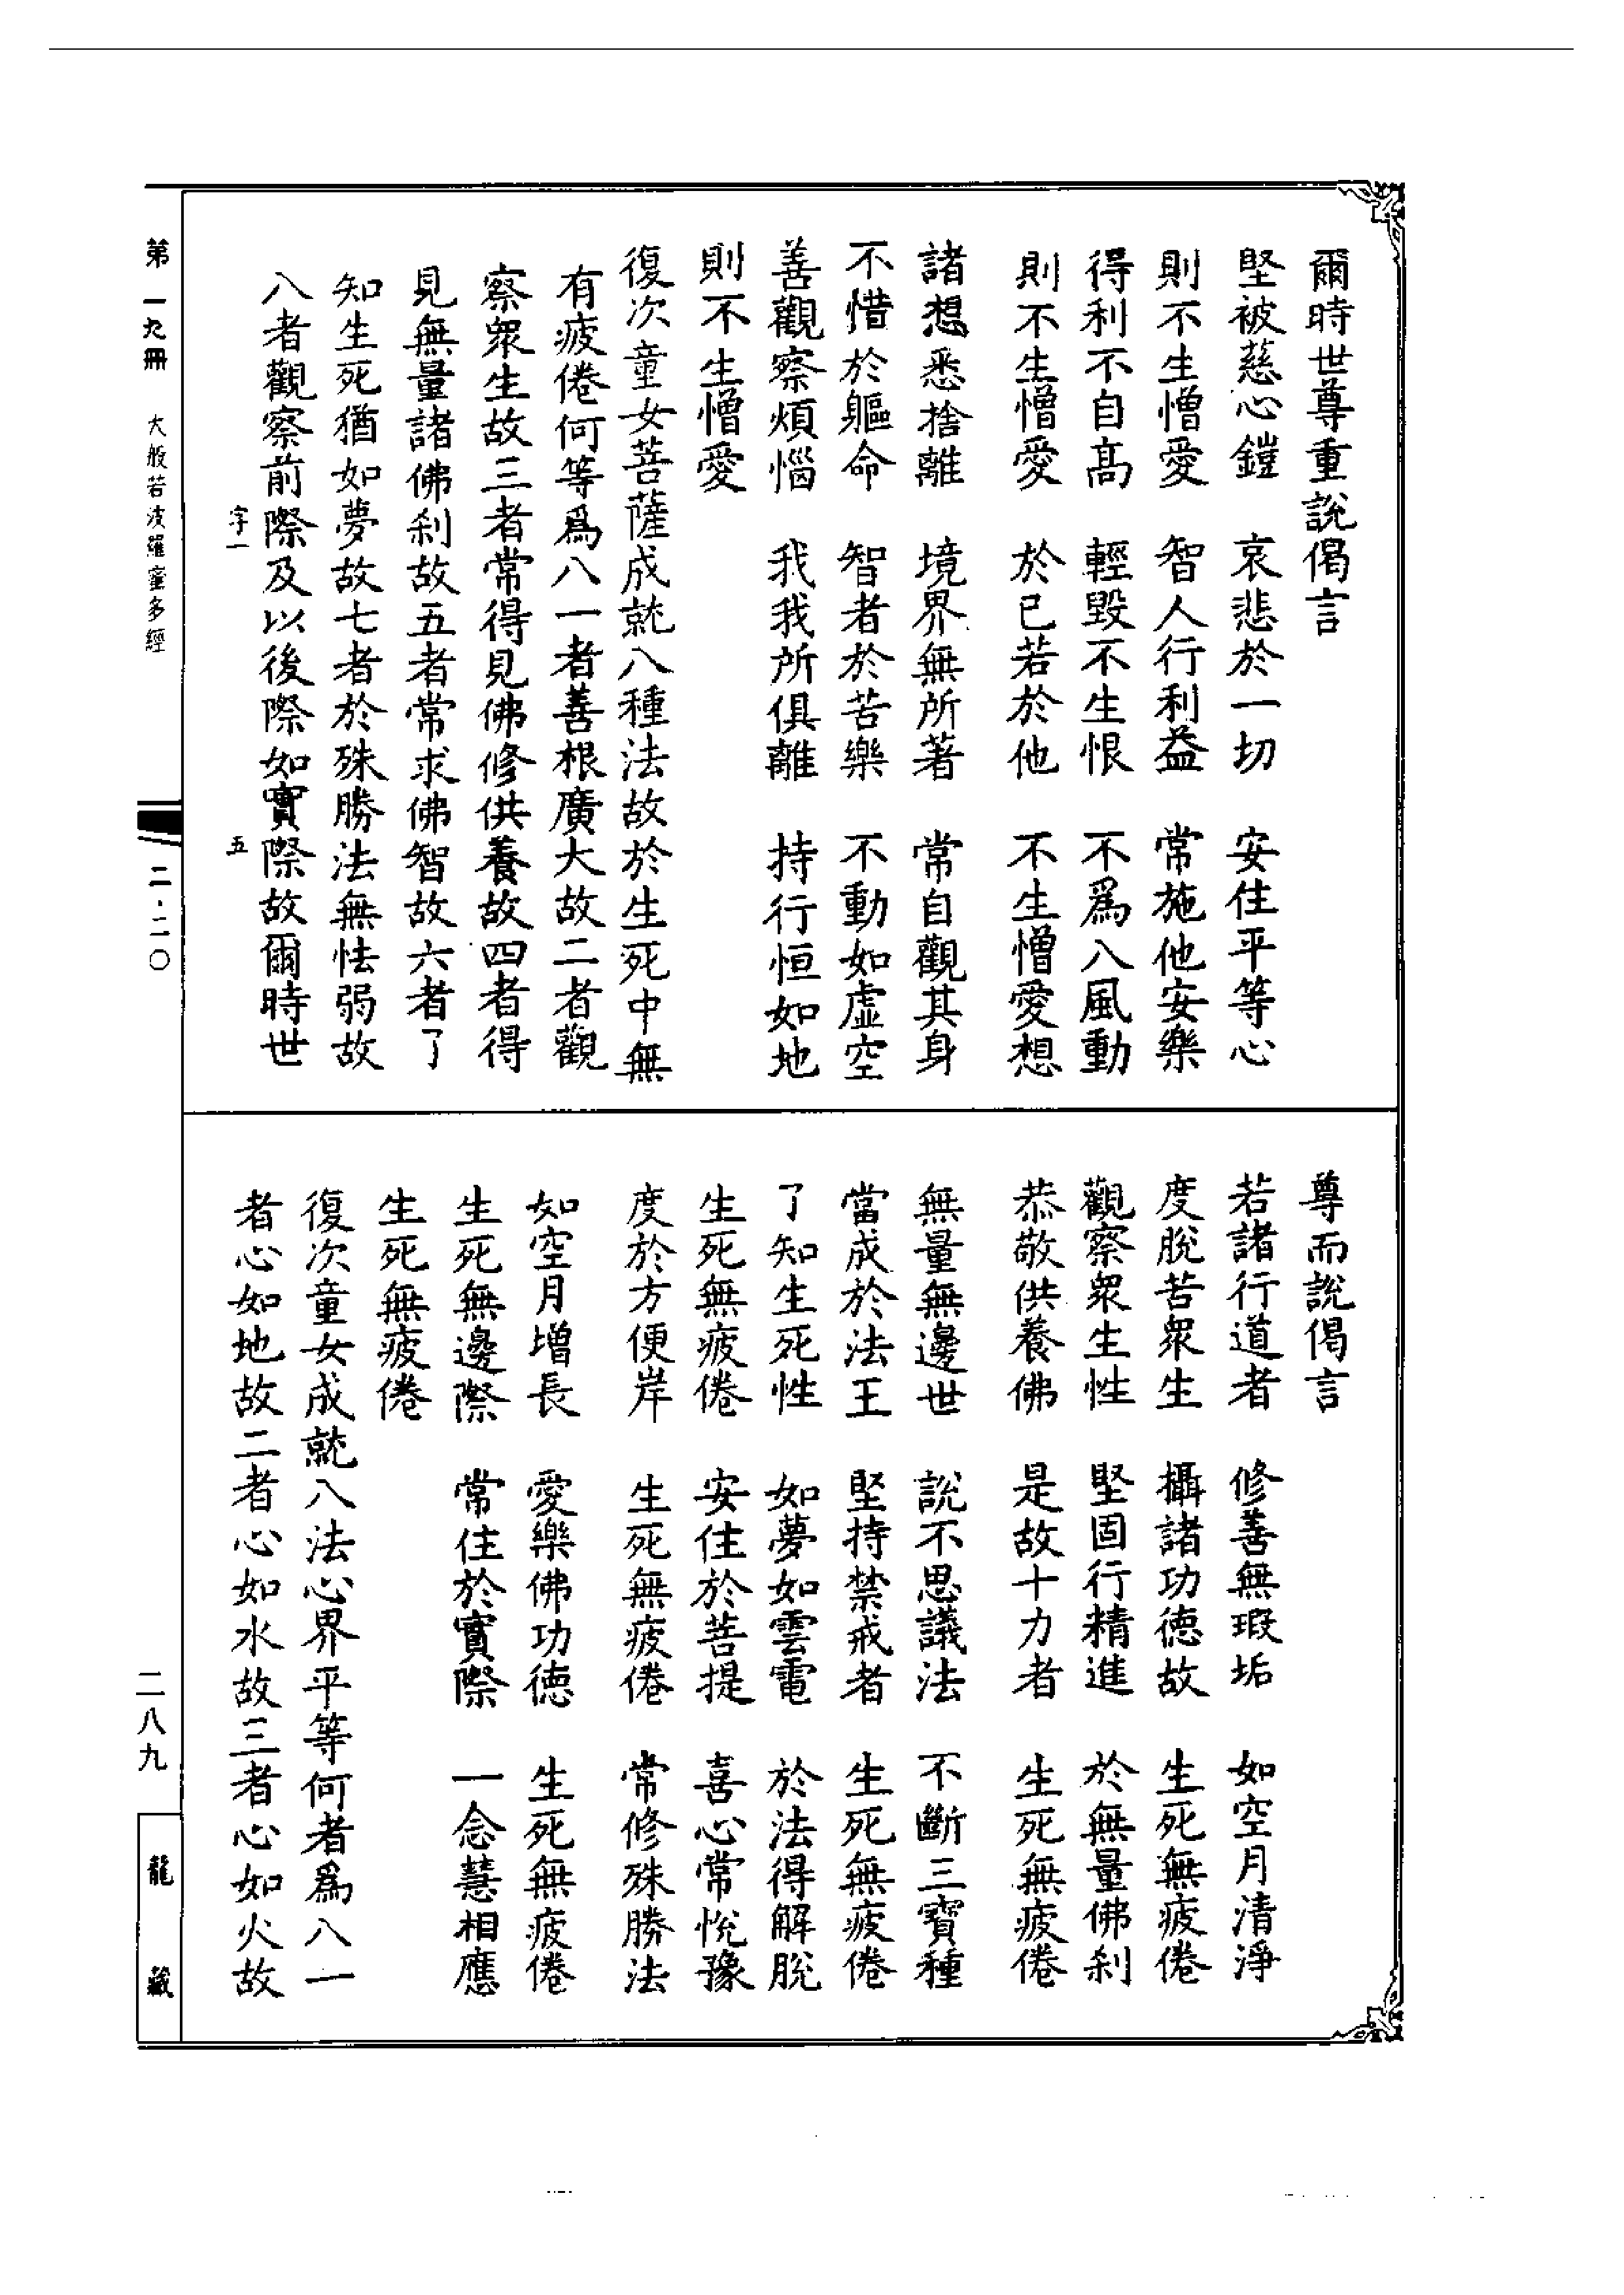 爾時世尊重說偈言
堅被慈心鎧　哀悲於一切　安住平等心
則不生憎愛　智人行利益　常施他安樂
得利不自高　輕毀不生恨　不爲八風動
則不生憎愛　於已若於他　不生憎愛想
諸想悉捨離　境界無所著　常自觀其身
不惜於軀命　智者於苦樂　不動如虛空
善觀察煩惱　我我所俱離　持行恒如地
則不生憎愛
復次童女菩薩成就八種法故於生死中無
有疲倦何等爲八一者善根廣大故二者觀
察衆生故三者常得見佛修供養故四者得
見無量諸佛刹故五者常求佛智故六者了
知生死猶如夢故七者於殊勝法無怯弱故
八者觀察前際及以後際如實際故爾時世
字一　五
尊而說偈言
若諸行道者　修善無瑕垢　如空月清淨
度脫苦衆生　攝諸功德故　生死無疲倦
觀察衆生性　堅固行精進　於無量佛刹
恭敬供養佛　是故十力者　生死無疲倦
無量無邊世　說不思議法　不斷三寶種
當成於法王　堅持禁戒者　生死無疲倦
了知生死性　如夢如雲電　於法得解脫
生死無疲倦　安住於菩提　喜心常悅豫
度於方便岸　生死無疲倦　常修殊勝法
如空月增長　愛樂佛功德　生死無疲倦
生死無邊際　常住於實際　一念慧相應
生死無疲倦
復次童女成就八法心界平等何者爲八一
者心如地故二者心如水故三者心如火故
第一九冊　大般若波羅蜜多經　二·二〇　二八九　龍藏